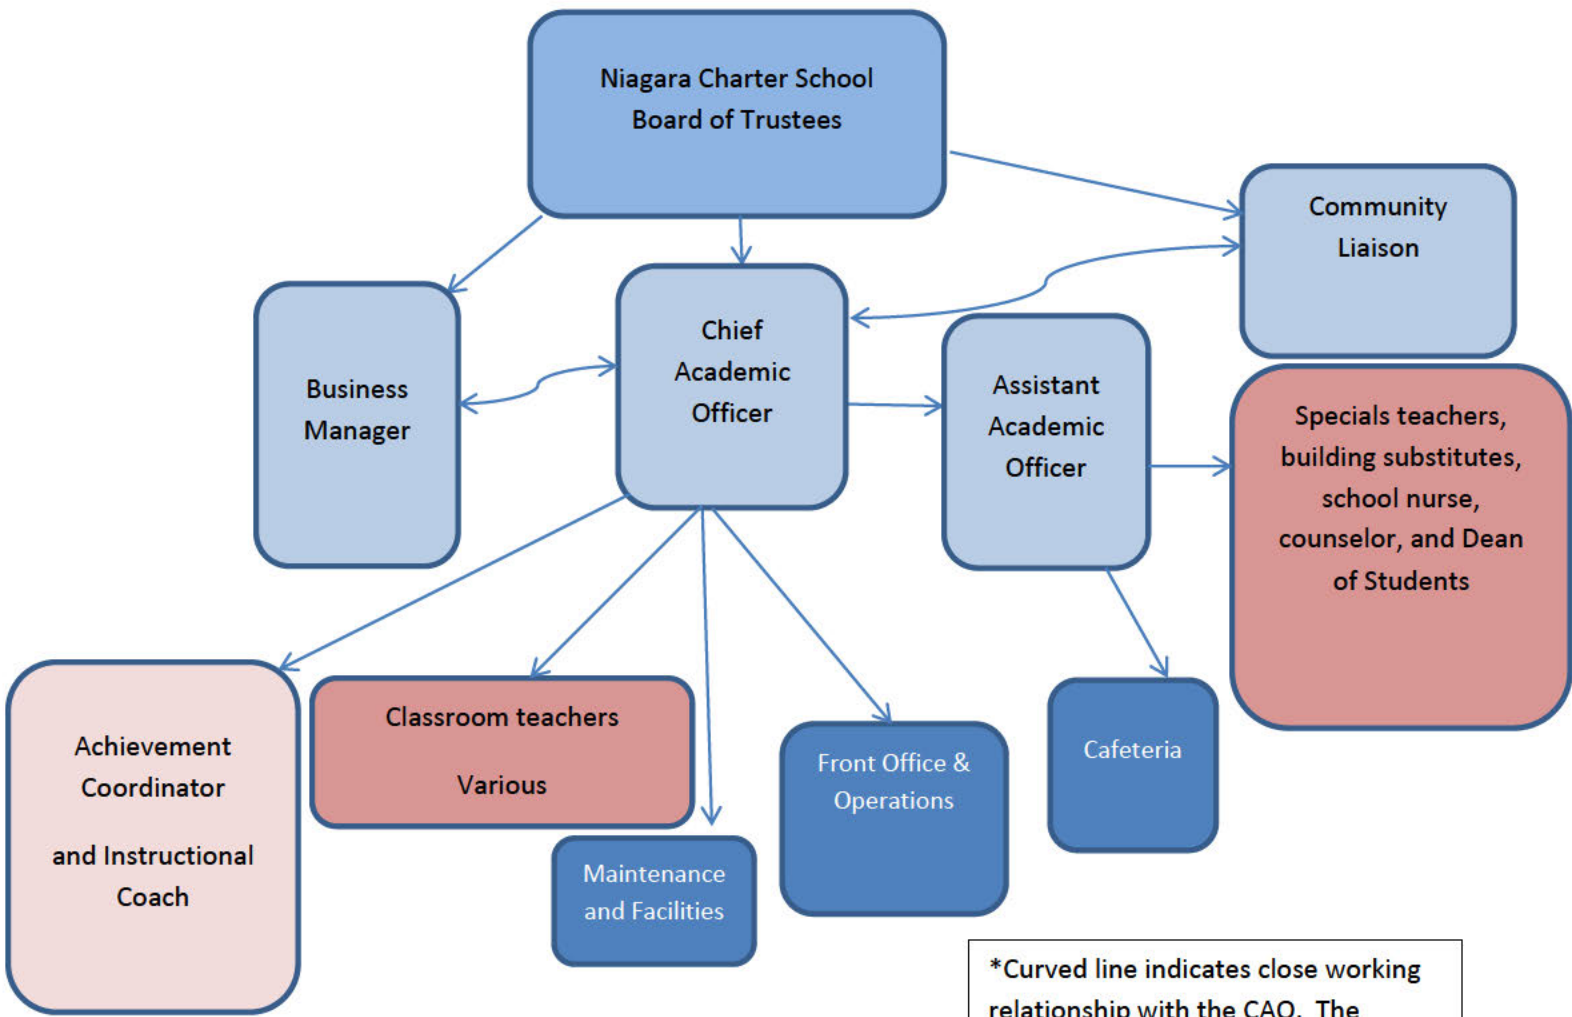 Niagara Charter School
Board of Trustees
Community
Liaison
Business
Manager
Chief
Academic
Officer
Assistant
Academic
Officer
Specials teachers,
building substitutes,
school nurse,
counselor, and Dean
of Students
Achievement
Coordinator
and Instructional
Coach
Classroom teachers
Various
Maintenance
and Facilities
Front Office &
Operations
Cafeteria
*Curved line indicates close working
relationship with the CAO. The